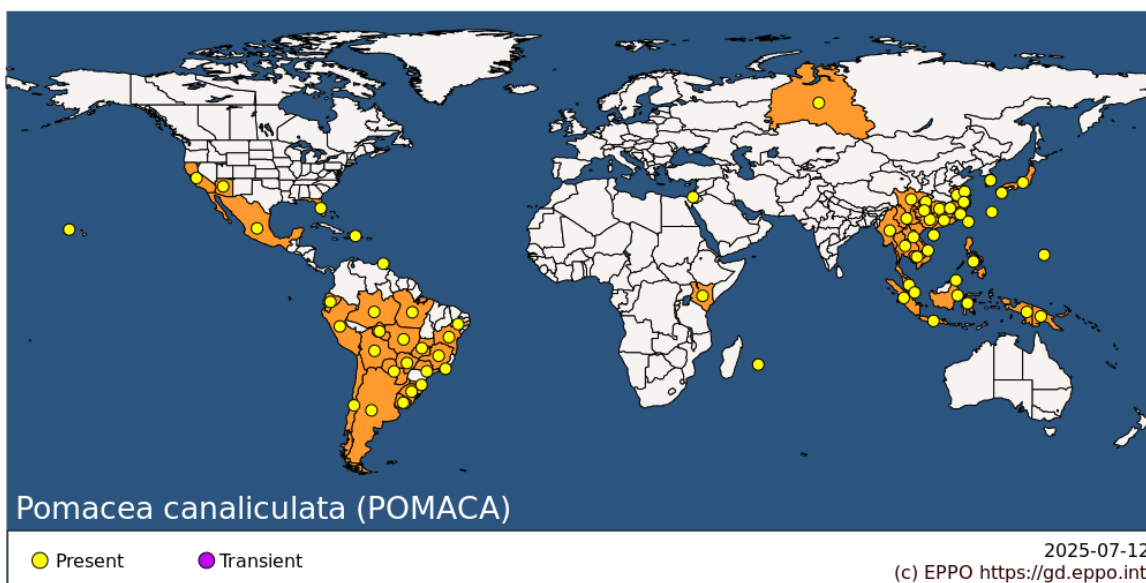 Pomacea canaliculata (POMACA)
Present
Transient
2025-07-12
(c) EPPO https://gd.eppo.int